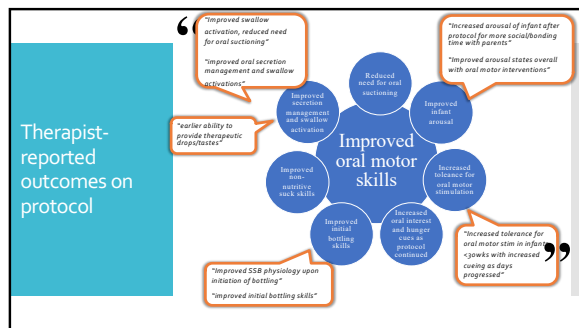 “
"Improved swallow
activation, reduced need
for oral suctioning"
"improved oral secretion
management and swallow
activations"
"Increased arousal of infant after
protocol for more social/bonding
time with parents"
"Improved arousal states overall
with oral motor interventions"
Reduced
need for oral
suctioning
Improved
secretion
management
and swallow
activation
Improved
infant
arousal
"earlier ability to
provide therapeutic
drops/tastes"
Therapist-
reported
outcomes on
protocol
Improved
oral motor
skills
Improved
non-
nutritive
suck skills
Increased
tolerance for
oral motor
stimulation
Improved
initial
bottling
skills
Increased
oral interest
and hunger
cues as
protocol
continued
"Increased tolerance for
oral motor stim in infants
<30wks with increased
cueing as days
progressed"
”
"Improved SSB physiology upon
initiation of bottling"
"improved initial bottling skills"